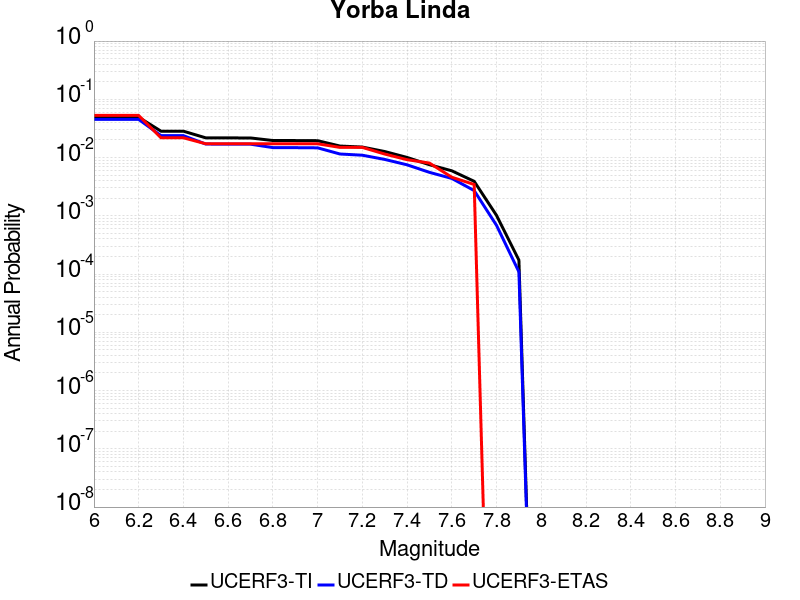 Yorba Linda
10^0
10^-1
10^-2
10^-3
10^-4
10^-5
10^-6
10^-7
10^-8
Annual Probability
6 6.2 6.4 6.6 6.8 7 7.2 7.4 7.6 7.8 8 8.2 8.4 8.6 8.8 9
Magnitude
UCERF3-TI UCERF3-TD UCERF3-ETAS